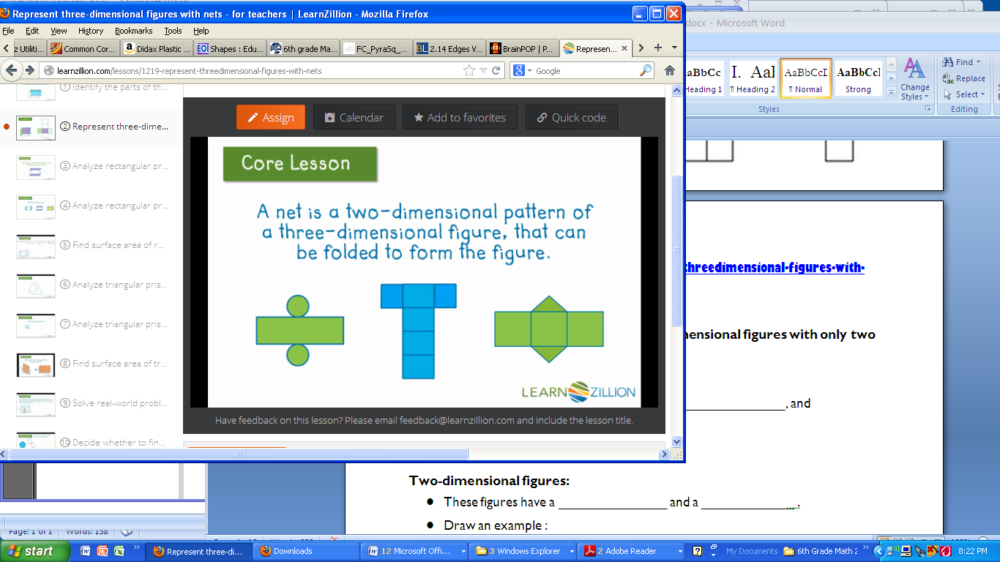 Represent three-dimensional figures with nets - for teachers | LearnZillion - Mozilla Firefox
File Edit View History Bookmarks Tools Help
z Utiliti... Common Cor... Didax Plastic ... Shapes : Edu... 6th grade Ma... FC_PyraSq_... 2.14 Edges V... BrainPOP | P... Represen...
learnzillion.com/lessons/1219-represent-threedimensional-figures-with-nets
Google
1 Identify the parts of th...
2 Represent three-dime...
3 Analyze rectangular pr...
4 Analyze rectangular pr...
5 Find surface area of r...
6 Analyze triangular pris...
7 Analyze triangular pris...
8 Find surface area of tr...
9 Solve real-world probl...
10 Decide whether to fin...
Assign Calendar Add to favorites Quick code
Core Lesson
A net is a two-dimensional pattern of
a three-dimensional figure, that can
be folded to form the figure.
LEARN ZILLION
Have feedback on this lesson? Please email feedback@learnzillion.com and include the lesson title.
docx - Microsoft Word
aBbCc I. AaI AaBbCcI AaBbCcI
Heading 1 ¶ Heading 2 ¶ Normal Strong
Change
Styles
Find
Replace
Select
Styles
Editing
threedimensional-figures-with-
mensional figures with only two
________________, and
Two-dimensional figures:
● These figures have a ________________ and a ______________.
● Draw an example :
Page: 1 of 1 Words: 138
start Represent three-di... Downloads 12 Microsoft Offi... 3 Windows Explorer 2 Adobe Reader My Documents 6th Grade Math 2 8:22 PM